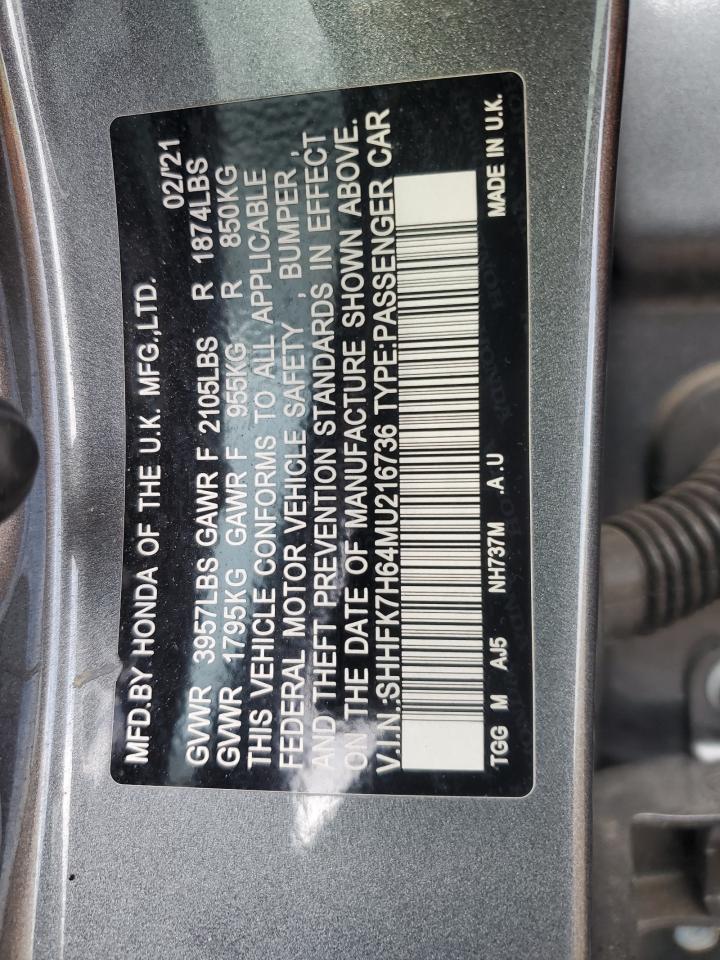 MFD.BY HONDA OF THE U.K. MFG.,LTD. 02/'21
GVWR 3957LBS GAWR F 2105LBS R 1874LBS
GVWR 1795KG GAWR F 955KG R 850KG
THIS VEHICLE CONFORMS TO ALL APPLICABLE
FEDERAL MOTOR VEHICLE SAFETY , BUMPER ,
AND THEFT PREVENTION STANDARDS IN EFFECT
ON THE DATE OF MANUFACTURE SHOWN ABOVE.
V.I.N.:SHHFK7H64MU216736 TYPE:PASSENGER CAR
TGG M AJ5 NH737M .A.U MADE IN U.K.